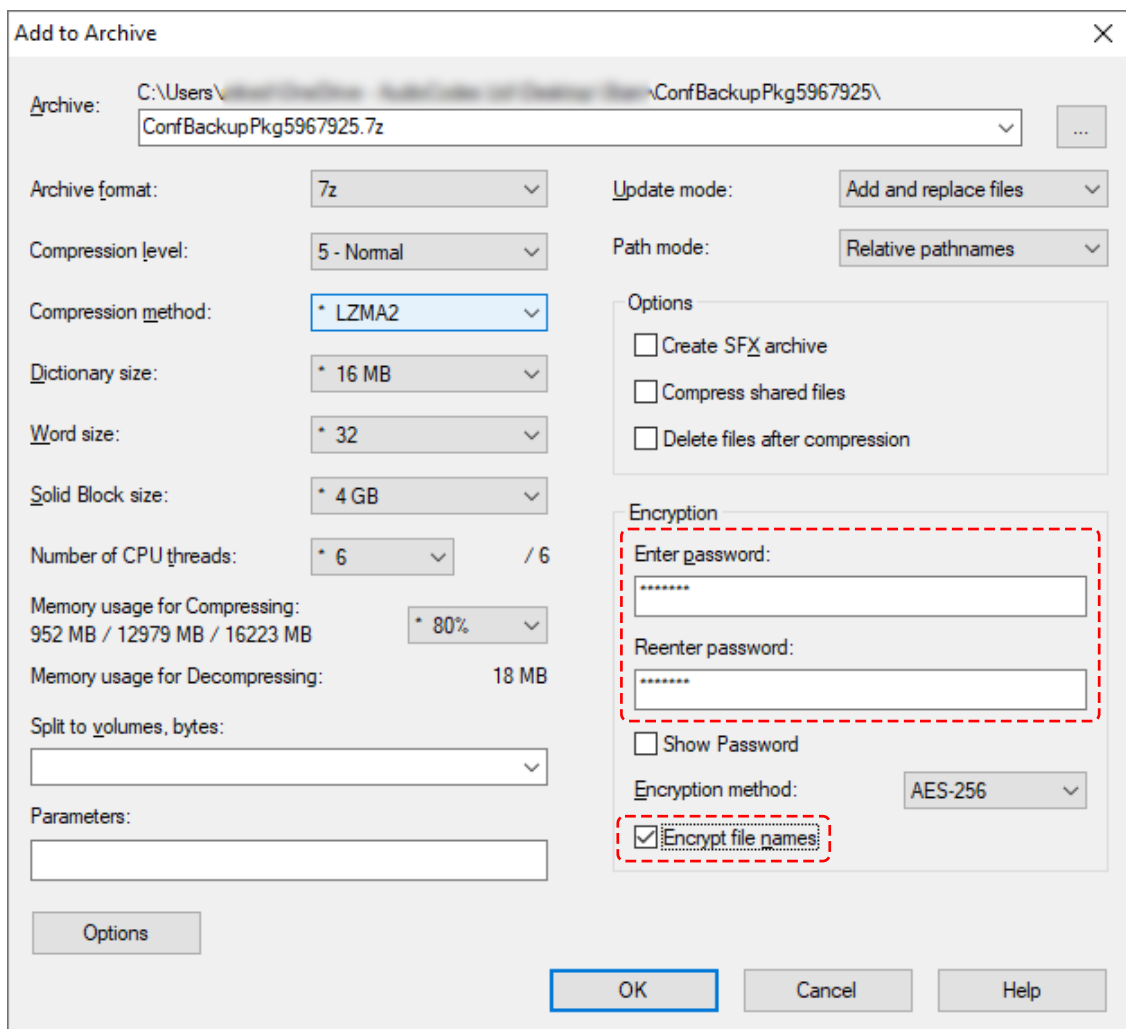 Add to Archive
Archive:
C:\Users\ \ConfBackupPkg5967925\
ConfBackupPkg5967925.7z
...
Archive format: 7z
Compression level: 5 - Normal
Compression method: * LZMA2
Dictionary size: * 16 MB
Word size: * 32
Solid Block size: * 4 GB
Number of CPU threads: * 6 / 6
Memory usage for Compressing:
952 MB / 12979 MB / 16223 MB * 80%
Memory usage for Decompressing: 18 MB
Split to volumes, bytes:
Parameters:
Options
Update mode: Add and replace files
Path mode: Relative pathnames
Options
Create SFX archive
Compress shared files
Delete files after compression
Encryption
Enter password:
*******
Reenter password:
*******
Show Password
Encryption method: AES-256
Encrypt file names
OK Cancel Help